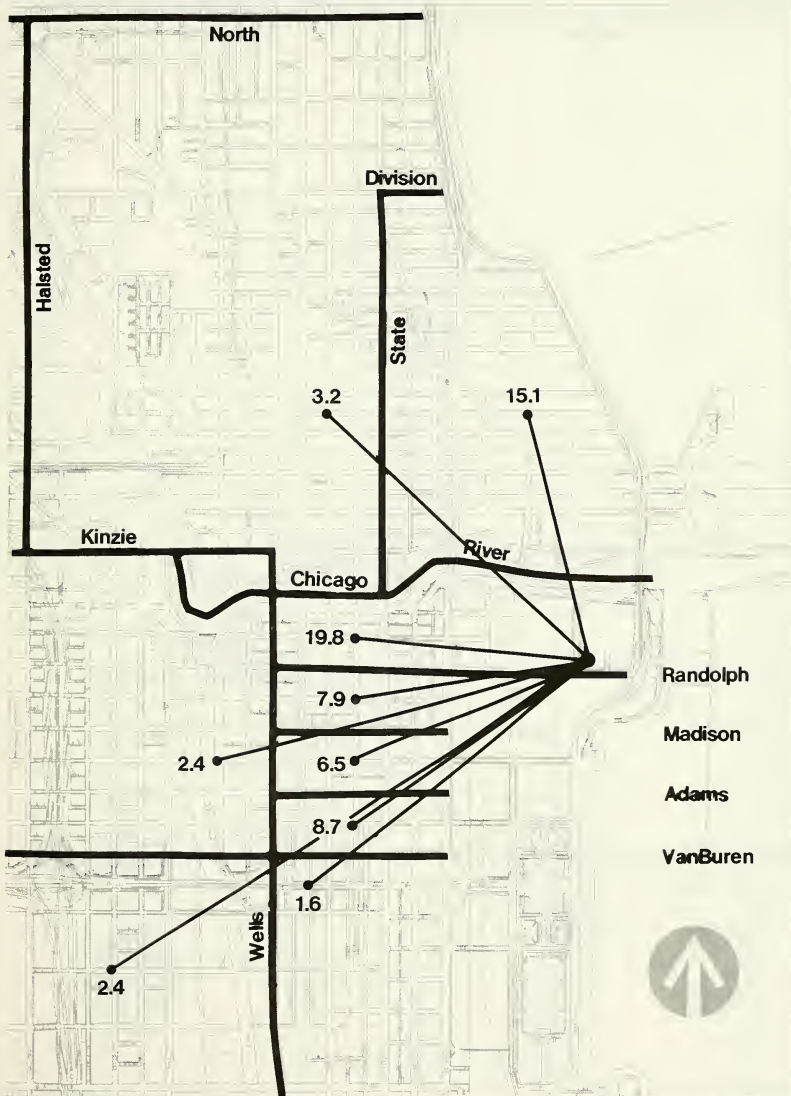 North
Division
Halsted
State
3.2
15.1
Kinzie
River
Chicago
19.8
Randolph
7.9
Madison
2.4
6.5
Adams
8.7
VanBuren
1.6
Wells
2.4